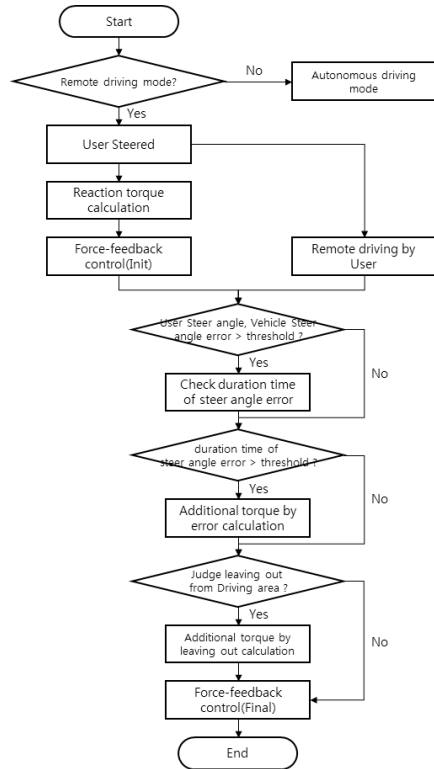 Start
Remote driving mode?
No
Autonomous driving
mode
Yes
User Steered
Reaction torque
calculation
Force-feedback
control(Init)
Remote driving by
User
User Steer angle, Vehicle Steer
angle error > threshold ?
Yes
No
Check duration time
of steer angle error
duration time of
steer angle error > threshold ?
Yes
No
Additional torque by
error calculation
Judge leaving out
from Driving area ?
Yes
No
Additional torque by
leaving out calculation
Force-feedback
control(Final)
End